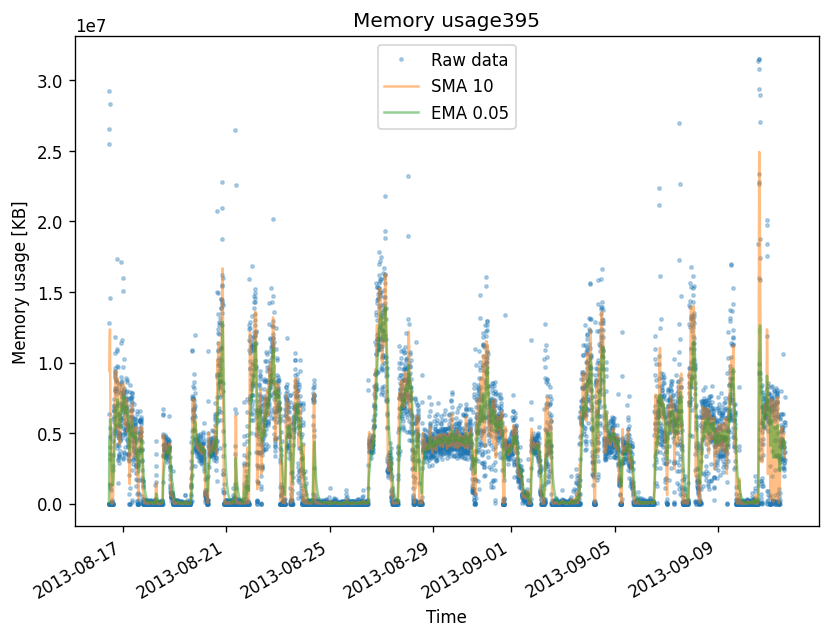 Memory usage395
1e7
Raw data
SMA 10
EMA 0.05
3.0
2.5
2.0
1.5
1.0
0.5
0.0
Memory usage [KB]
2013-08-17
2013-08-21
2013-08-25
2013-08-29
2013-09-01
2013-09-05
2013-09-09
Time